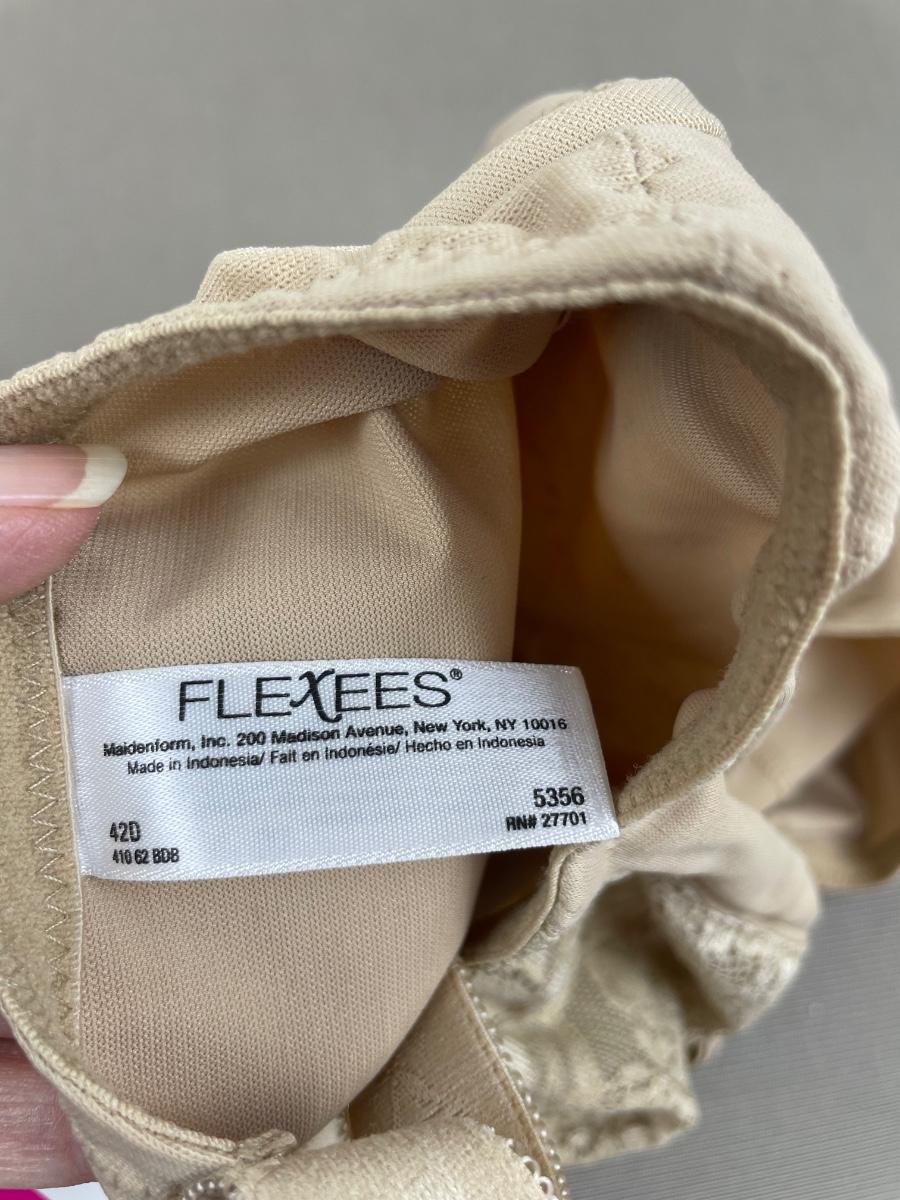 FLEXEES®
Maidenform, Inc. 200 Madison Avenue, New York, NY 10016
Made in Indonesia/ Fait en Indonésie/ Hecho en Indonesia
5356
RN# 27701
42D
410 62 BDB